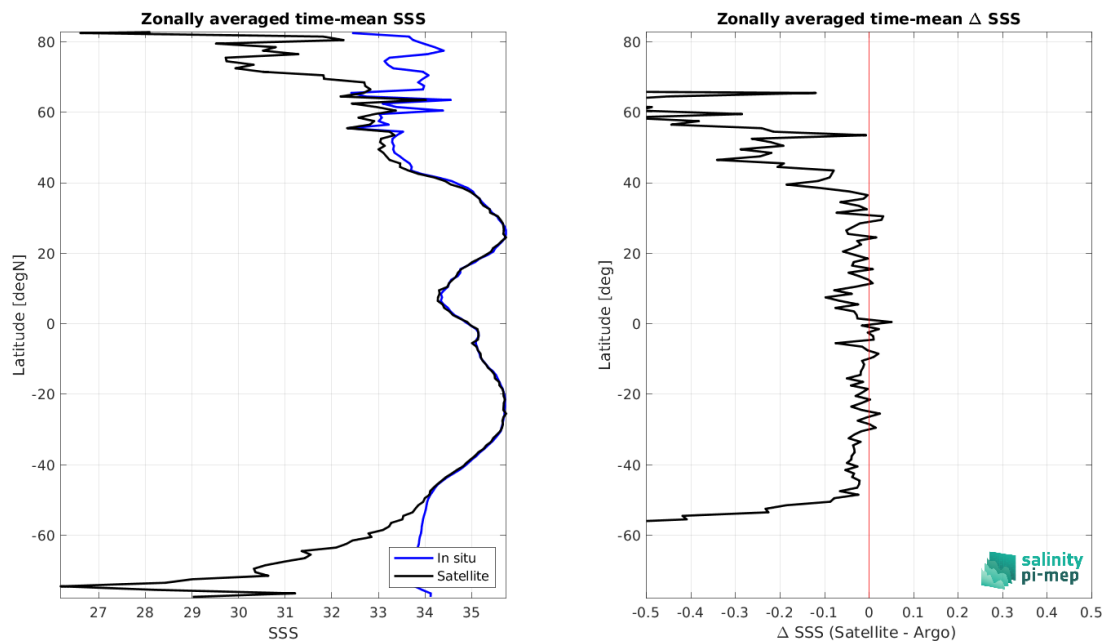 Zonally averaged time-mean SSS
80
60
40
20
0
-20
-40
-60
Latitude [degN]
27 28 29 30 31 32 33 34 35
SSS
In situ
Satellite
Zonally averaged time-mean Δ SSS
80
60
40
20
0
-20
-40
-60
Latitude [deg]
-0.5 -0.4 -0.3 -0.2 -0.1 0 0.1 0.2 0.3 0.4 0.5
Δ SSS (Satellite - Argo)
salinity
pi-mep